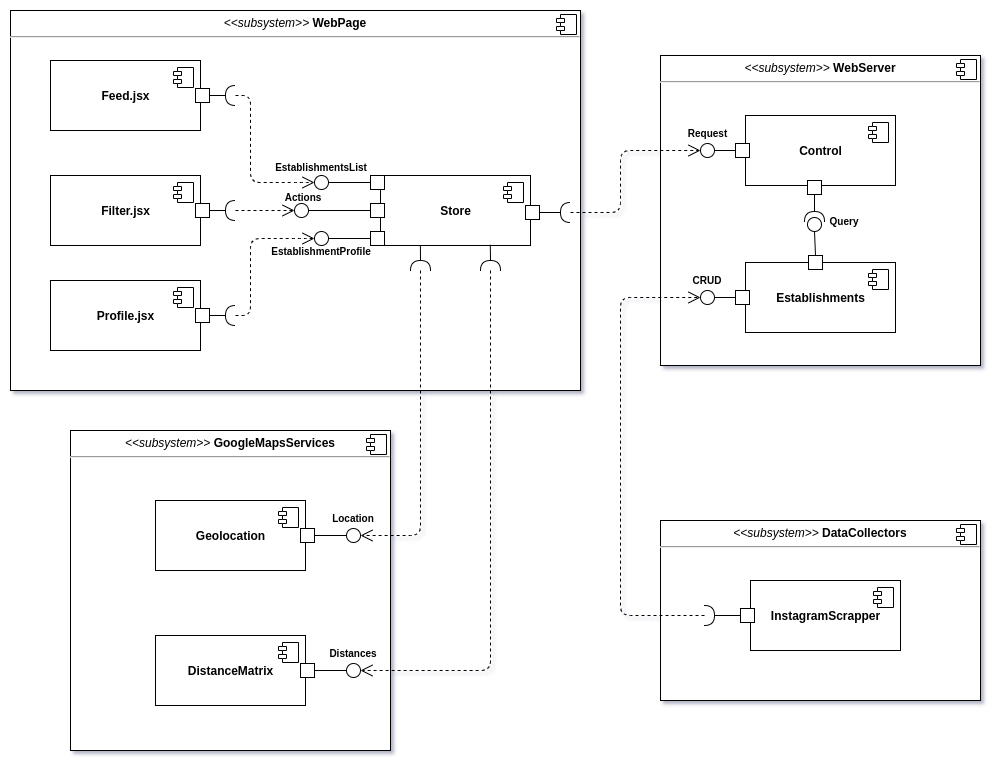 <<subsystem>> WebPage
Feed.jsx
EstablishmentsList
Filter.jsx
Actions
Store
EstablishmentProfile
Profile.jsx
<<subsystem>> WebServer
Request
Control
Query
CRUD
Establishments
<<subsystem>> GoogleMapsServices
Geolocation
Location
DistanceMatrix
Distances
<<subsystem>> DataCollectors
InstagramScrapper